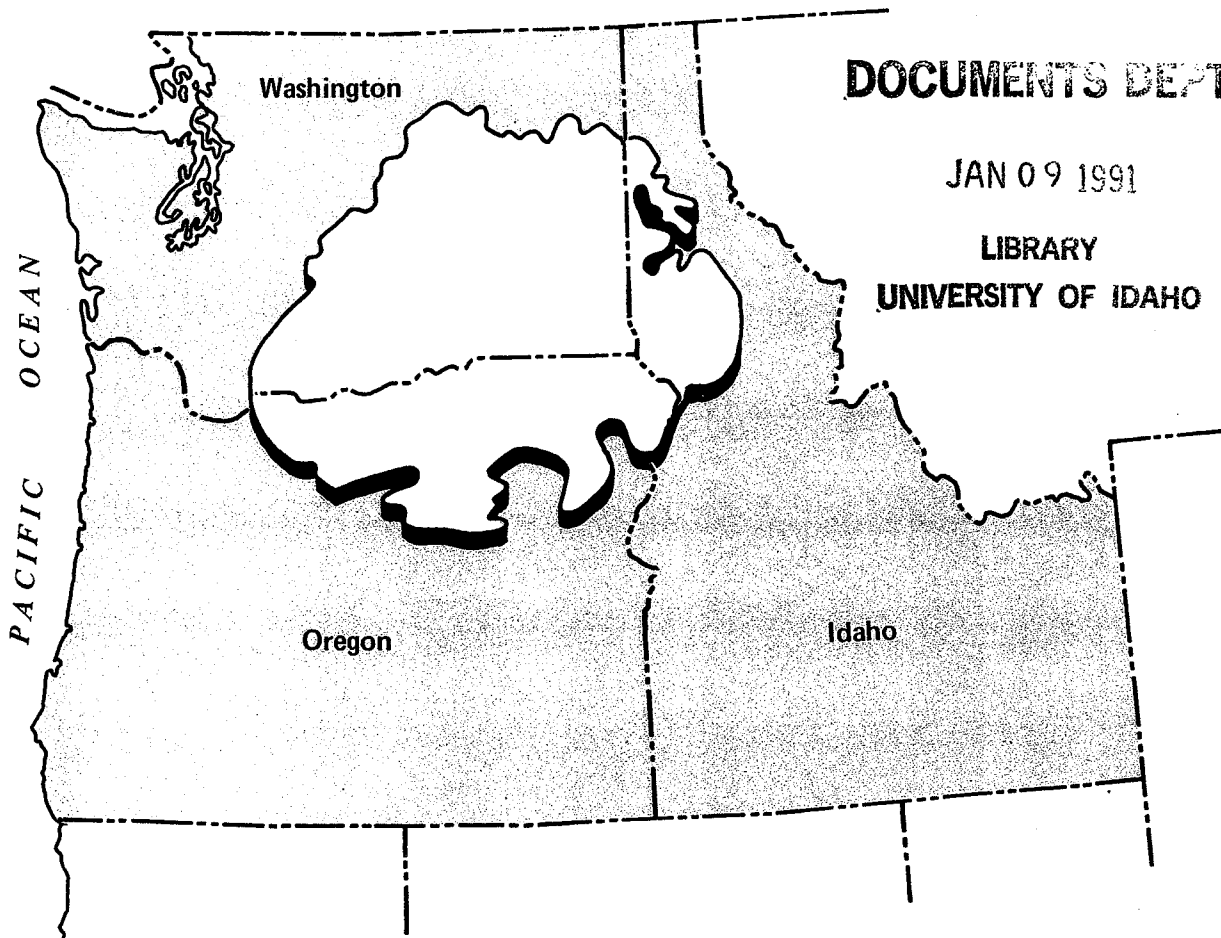 Washington
DOCUMENTS DEPT
JAN 09 1991
LIBRARY
UNIVERSITY OF IDAHO
PACIFIC OCEAN
Oregon
Idaho